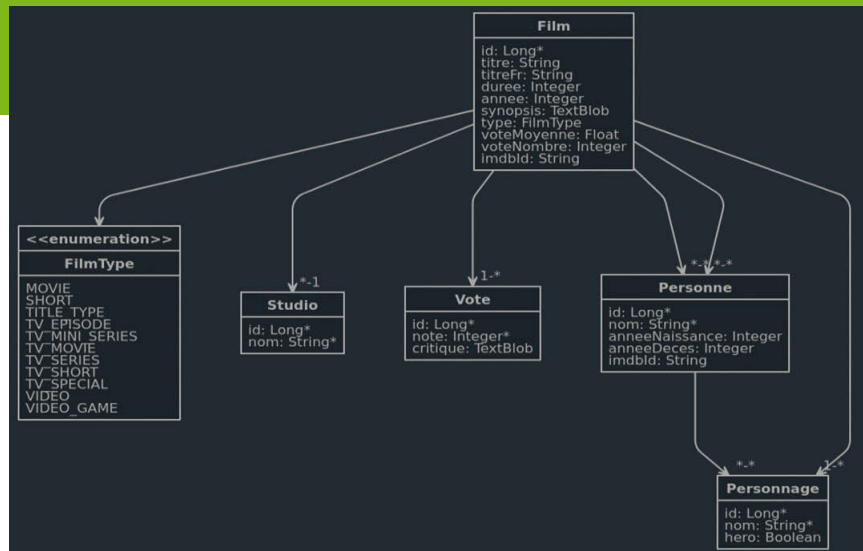 Film
id: Long*
titre: String
titreFr: String
duree: Integer
annee: Integer
synopsis: TextBlob
type: FilmType
voteMoyenne: Float
voteNombre: Integer
imdbId: String
<<enumeration>>
FilmType
MOVIE
SHORT
TITLE_TYPE
TV_EPISODE
TV_MINI_SERIES
TV_MOVIE
TV_SERIES
TV_SHORT
TV_SPECIAL
VIDEO
VIDEO_GAME
*-1
Studio
id: Long*
nom: String*
1-*
Vote
id: Long*
note: Integer*
critique: TextBlob
*-* *-*
Personne
id: Long*
nom: String*
anneeNaissance: Integer
anneeDeces: Integer
imdbId: String
*-* 1-*
Personnage
id: Long*
nom: String*
hero: Boolean